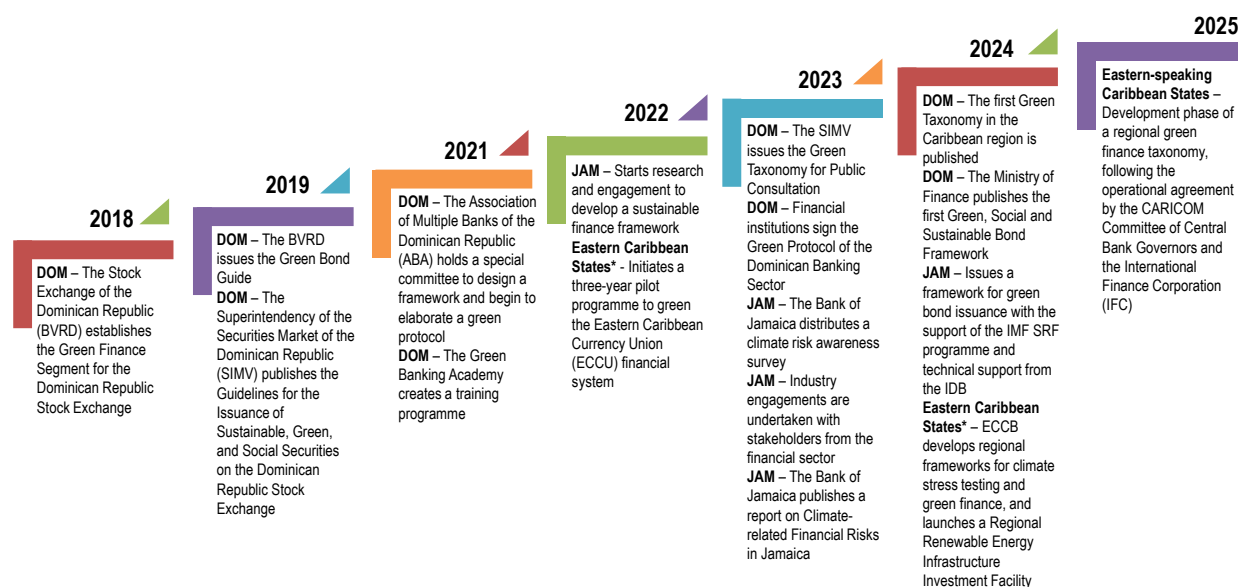 2018
DOM – The Stock
Exchange of the
Dominican Republic
(BVRD) establishes
the Green Finance
Segment for the
Dominican Republic
Stock Exchange
2019
DOM – The BVRD
issues the Green Bond
Guide
DOM – The
Superintendency of the
Securities Market of the
Dominican Republic
(SIMV) publishes the
Guidelines for the
Issuance of
Sustainable, Green,
and Social Securities
on the Dominican
Republic Stock
Exchange
2021
DOM – The Association
of Multiple Banks of the
Dominican Republic
(ABA) holds a special
committee to design a
framework and begin to
elaborate a green
protocol
DOM – The Green
Banking Academy
creates a training
programme
2022
JAM – Starts research
and engagement to
develop a sustainable
finance framework
Eastern Caribbean
States* - Initiates a
three-year pilot
programme to green
the Eastern Caribbean
Currency Union
(ECCU) financial
system
2023
DOM – The SIMV
issues the Green
Taxonomy for Public
Consultation
DOM – Financial
institutions sign the
Green Protocol of the
Dominican Banking
Sector
JAM – The Bank of
Jamaica distributes a
climate risk awareness
survey
JAM – Industry
engagements are
undertaken with
stakeholders from the
financial sector
JAM – The Bank of
Jamaica publishes a
report on Climate-
related Financial Risks
in Jamaica
2024
DOM – The first Green
Taxonomy in the
Caribbean region is
published
DOM – The Ministry of
Finance publishes the
first Green, Social and
Sustainable Bond
Framework
JAM – Issues a
framework for green
bond issuance with the
support of the IMF SRF
programme and
technical support from
the IDB
Eastern Caribbean
States* – ECCB
develops regional
frameworks for climate
stress testing and
green finance, and
launches a Regional
Renewable Energy
Infrastructure
Investment Facility
2025
Eastern-speaking
Caribbean States –
Development phase of
a regional green
finance taxonomy,
following the
operational agreement
by the CARICOM
Committee of Central
Bank Governors and
the International
Finance Corporation
(IFC)